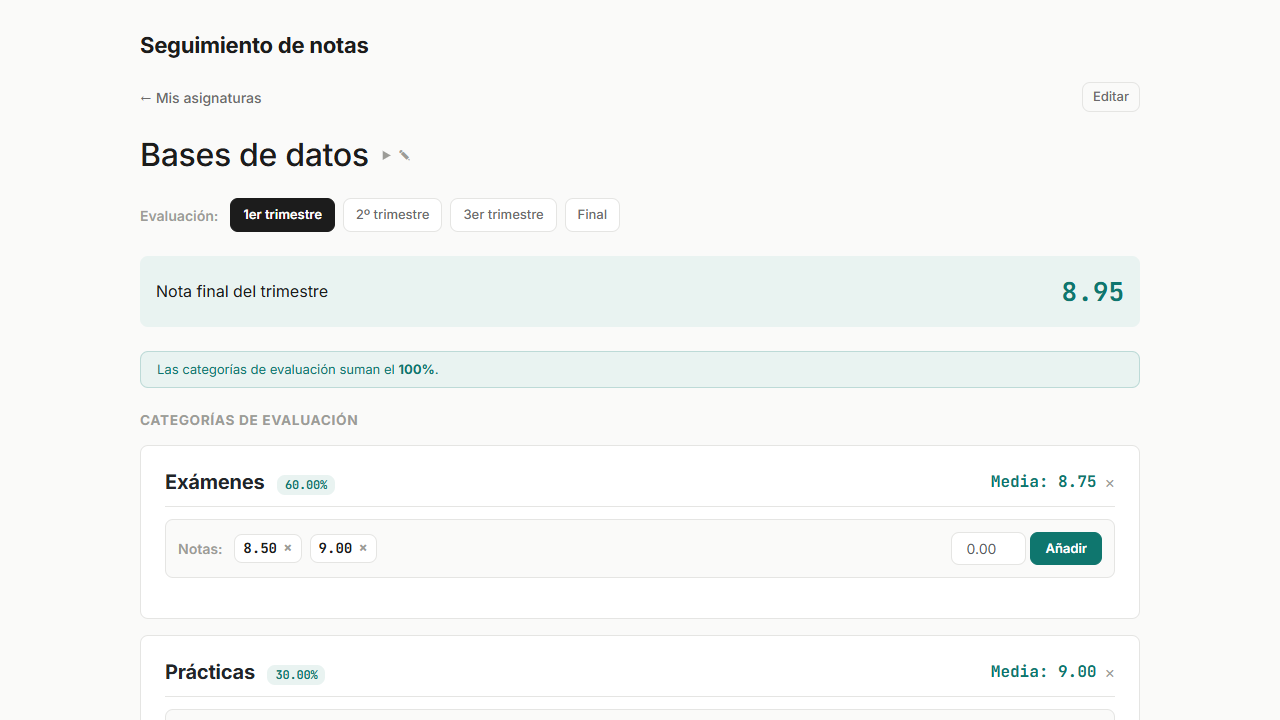 Seguimiento de notas
← Mis asignaturas
Editar
Bases de datos
Evaluación: 1er trimestre 2º trimestre 3er trimestre Final
Nota final del trimestre 8.95
Las categorías de evaluación suman el 100%.
CATEGORÍAS DE EVALUACIÓN
Exámenes 60.00% Media: 8.75 ×
Notas: 8.50 × 9.00 × 0.00 Añadir
Prácticas 30.00% Media: 9.00 ×